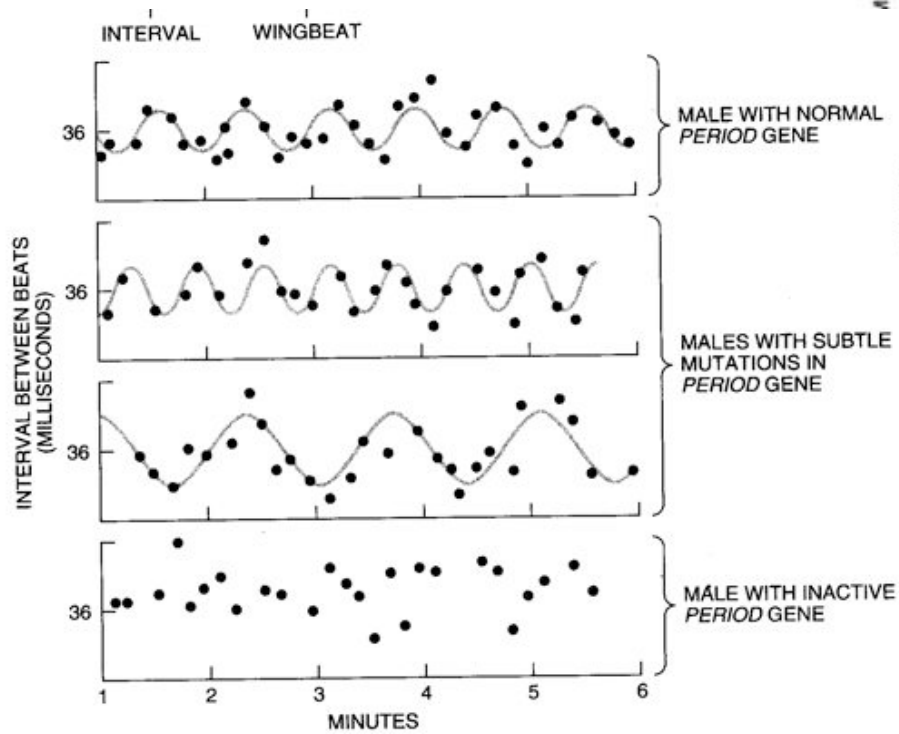 INTERVAL WINGBEAT
36
MALE WITH NORMAL
PERIOD GENE
36
MALES WITH SUBTLE
MUTATIONS IN
PERIOD GENE
36
INTERVAL BETWEEN BEATS
(MILLISECONDS)
36
MALE WITH INACTIVE
PERIOD GENE
1 2 3 4 5 6
MINUTES